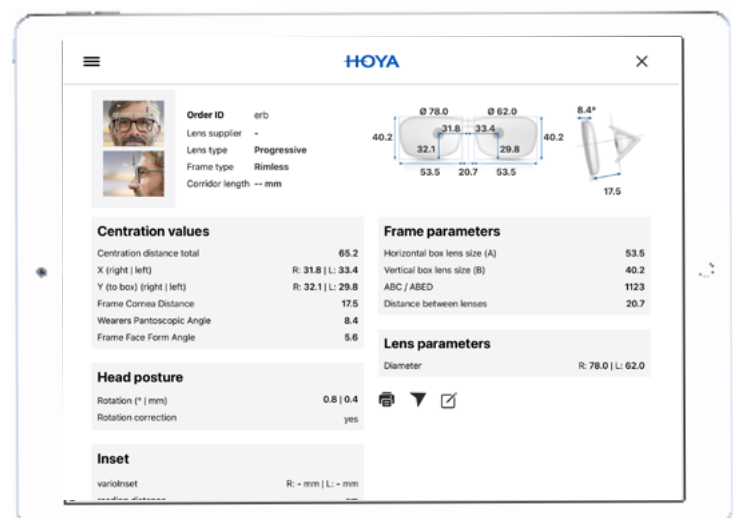 HOYA
Order ID erb
Lens supplier -
Lens type Progressive
Frame type Rimless
Corridor length -- mm
Ø 78.0 Ø 62.0
40.2 31.8 33.4 40.2
32.1 29.8
53.5 20.7 53.5
8.4°
17.5
Centration values
Centration distance total 65.2
X (right | left) R: 31.8 | L: 33.4
Y (to box) (right | left) R: 32.1 | L: 29.8
Frame Cornea Distance 17.5
Wearers Pantoscopic Angle 8.4
Frame Face Form Angle 5.6
Frame parameters
Horizontal box lens size (A) 53.5
Vertical box lens size (B) 40.2
ABC / ABED 1123
Distance between lenses 20.7
Lens parameters
Diameter R: 78.0 | L: 62.0
Head posture
Rotation (° | mm) 0.8 | 0.4
Rotation correction yes
Inset
varioInset R: - mm | L: - mm